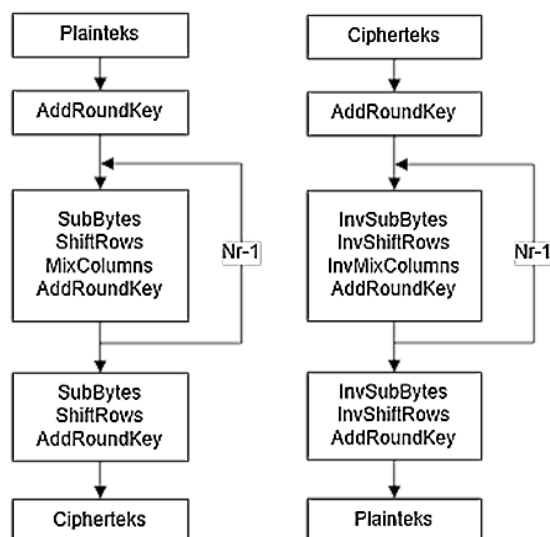 Plainteks
AddRoundKey
SubBytes
ShiftRows
MixColumns
AddRoundKey
Nr-1
SubBytes
ShiftRows
AddRoundKey
Cipherteks
Cipherteks
AddRoundKey
InvSubBytes
InvShiftRows
InvMixColumns
AddRoundKey
Nr-1
InvSubBytes
InvShiftRows
AddRoundKey
Plainteks